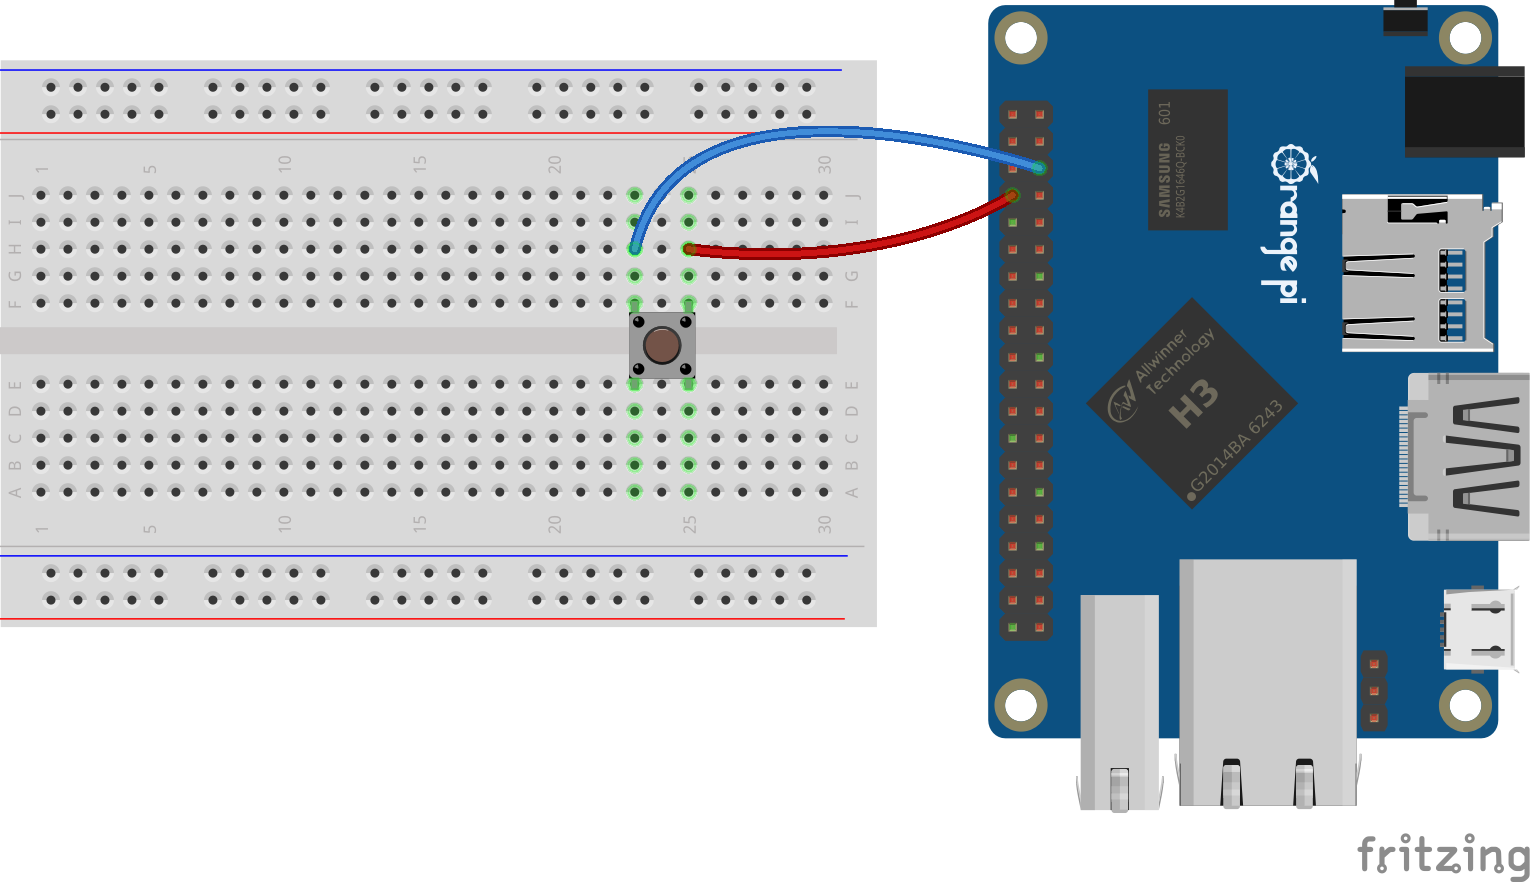 1 5 10 15 20 30
J J
I I
H H
G G
F F
E E
D D
C C
B B
A A
1 5 10 15 20 25 30
SAMSUNG 601
K4B2G1646Q-BCK0
Orange pi
Allwinner
Technology
H3
G2014BA 6243
fritzing